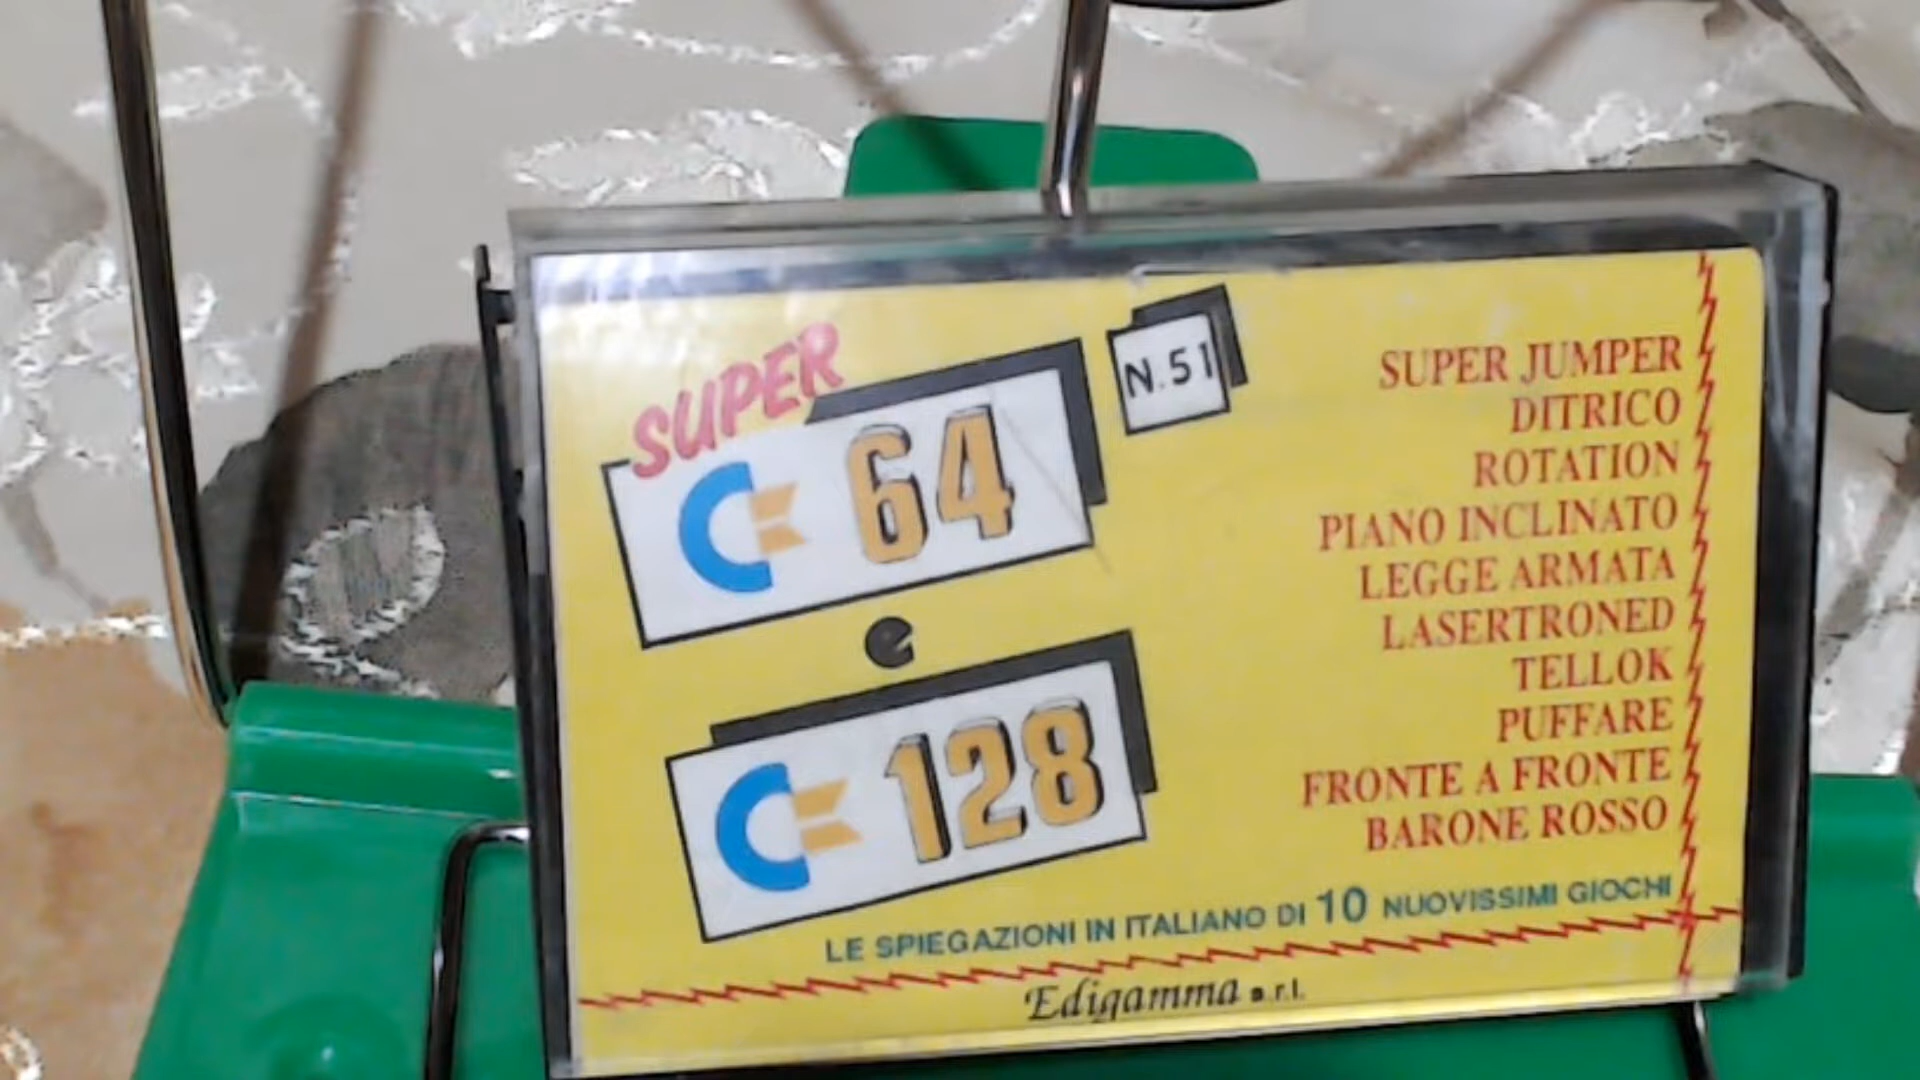 SUPER
C 64
N.51
e
C 128
SUPER JUMPER
DITRICO
ROTATION
PIANO INCLINATO
LEGGE ARMATA
LASERTRONED
TELLOK
PUFFARE
FRONTE A FRONTE
BARONE ROSSO
LE SPIEGAZIONI IN ITALIANO DI 10 NUOVISSIMI GIOCHI
Edigamma s.r.l.